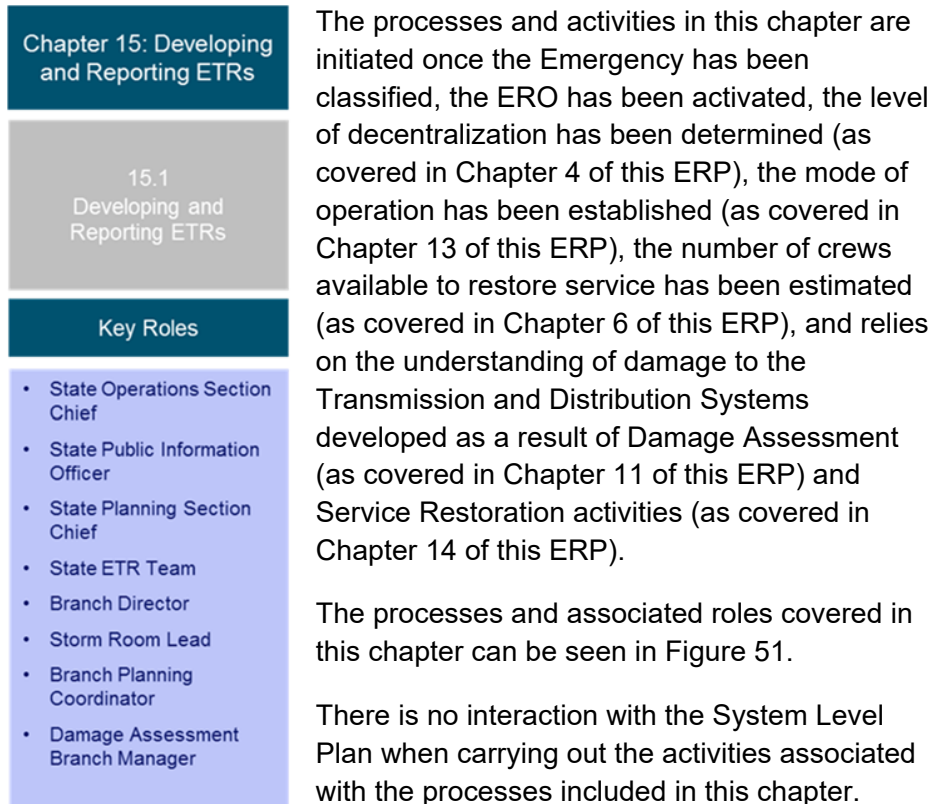 Chapter 15: Developing
and Reporting ETRs
15.1
Developing and
Reporting ETRs
Key Roles
• State Operations Section
Chief
• State Public Information
Officer
• State Planning Section
Chief
• State ETR Team
• Branch Director
• Storm Room Lead
• Branch Planning
Coordinator
• Damage Assessment
Branch Manager
The processes and activities in this chapter are
initiated once the Emergency has been
classified, the ERO has been activated, the level
of decentralization has been determined (as
covered in Chapter 4 of this ERP), the mode of
operation has been established (as covered in
Chapter 13 of this ERP), the number of crews
available to restore service has been estimated
(as covered in Chapter 6 of this ERP), and relies
on the understanding of damage to the
Transmission and Distribution Systems
developed as a result of Damage Assessment
(as covered in Chapter 11 of this ERP) and
Service Restoration activities (as covered in
Chapter 14 of this ERP).
The processes and associated roles covered in
this chapter can be seen in Figure 51.
There is no interaction with the System Level
Plan when carrying out the activities associated
with the processes included in this chapter.